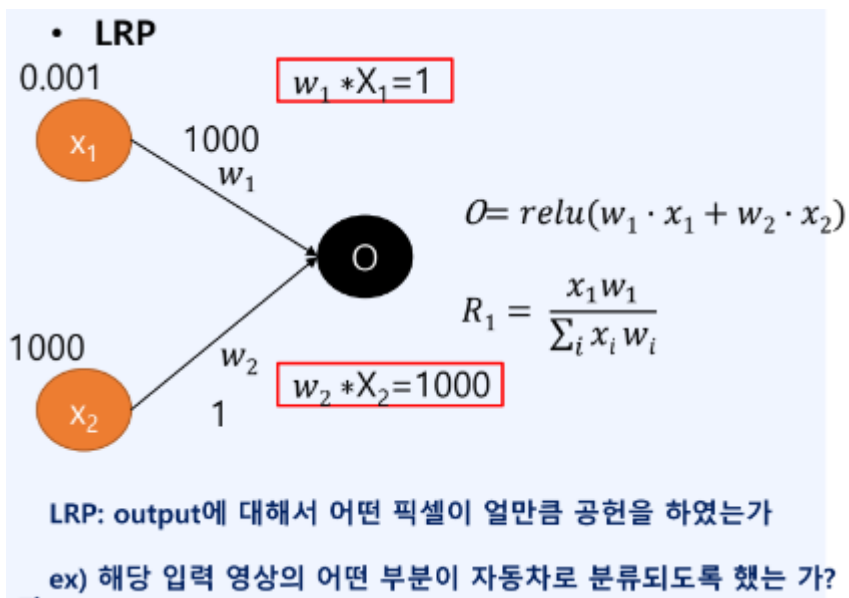 • LRP
0.001
w₁ *X₁=1
x₁
1000
w₁
O= relu(w₁ · x₁ + w₂ · x₂)
O
R₁ = x₁w₁ / ∑ᵢ xᵢ wᵢ
1000
w₂
w₂ *X₂=1000
x₂
1
LRP: output에 대해서 어떤 픽셀이 얼만큼 공헌을 하였는가
ex) 해당 입력 영상의 어떤 부분이 자동차로 분류되도록 했는 가?